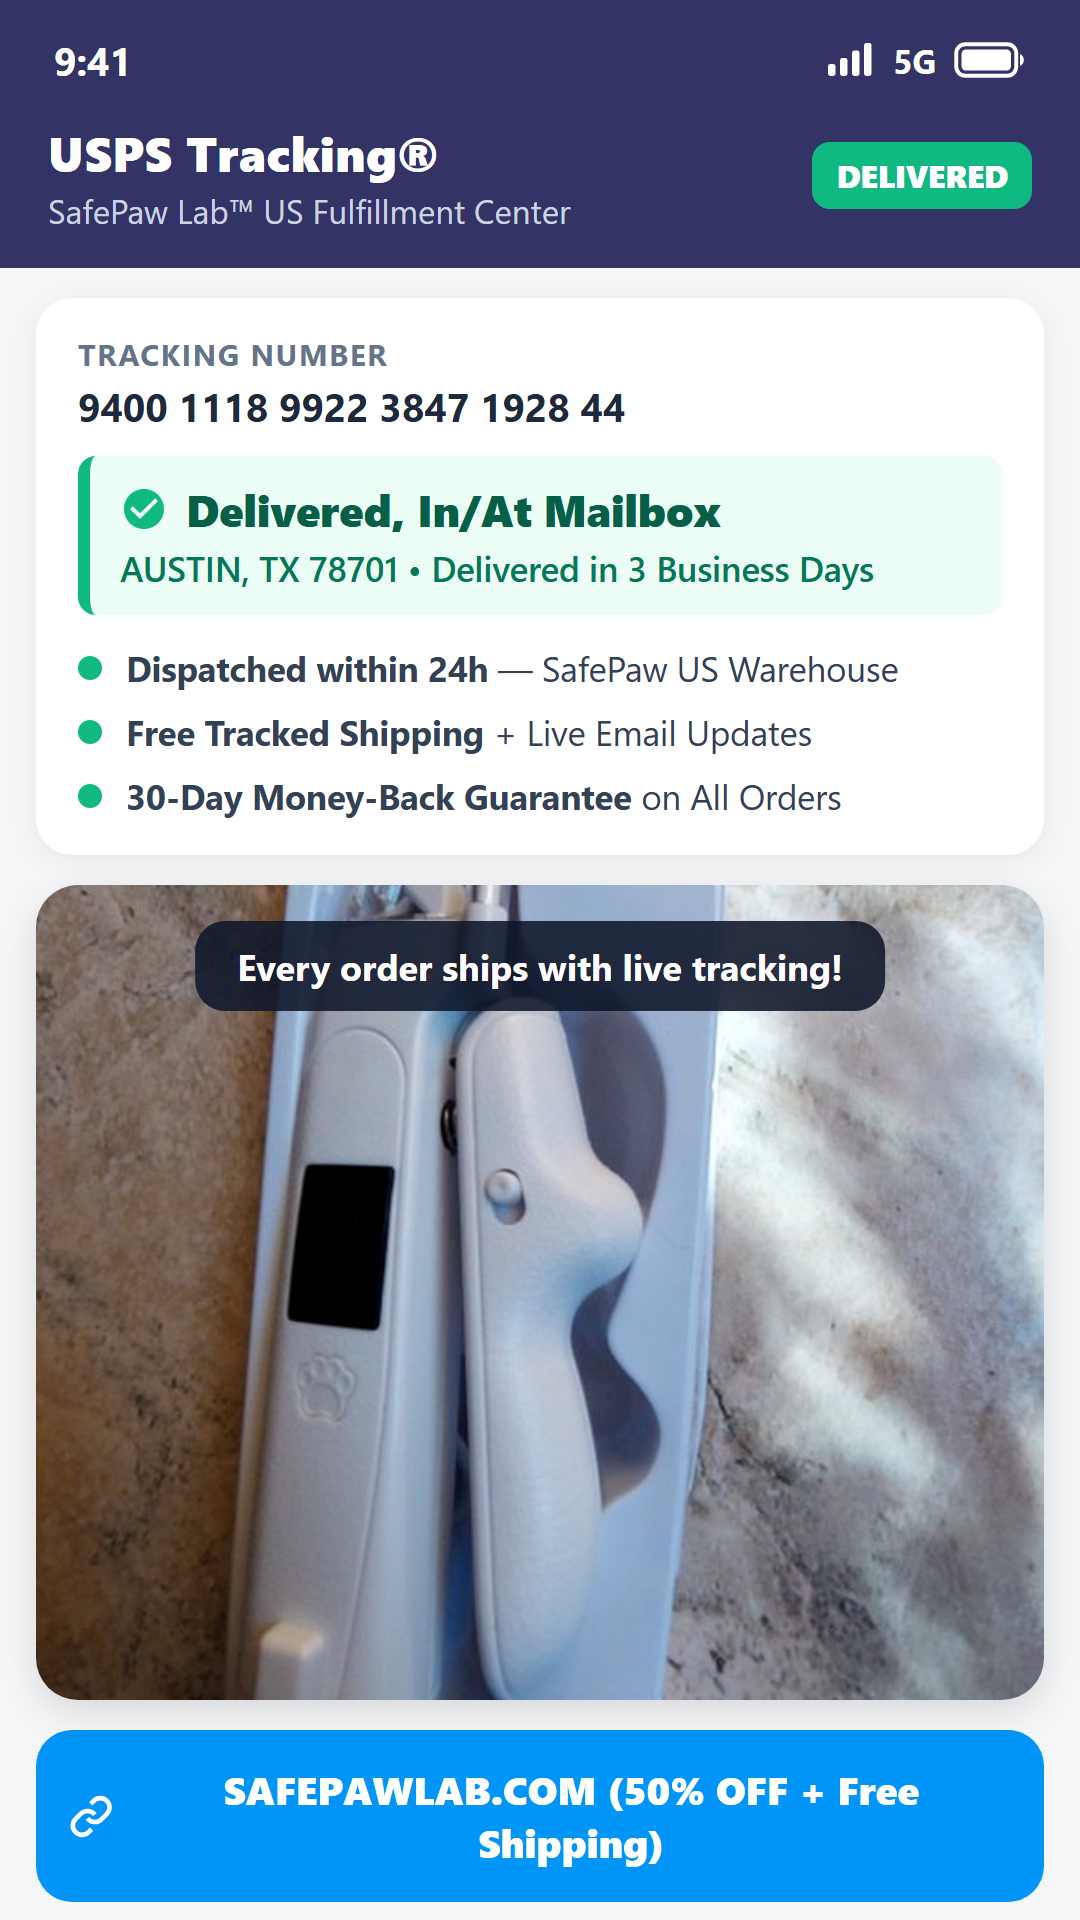 9:41
5G
USPS Tracking®
SafePaw Lab™ US Fulfillment Center
DELIVERED
TRACKING NUMBER
9400 1118 9922 3847 1928 44
Delivered, In/At Mailbox
AUSTIN, TX 78701 • Delivered in 3 Business Days
Dispatched within 24h — SafePaw US Warehouse
Free Tracked Shipping + Live Email Updates
30-Day Money-Back Guarantee on All Orders
Every order ships with live tracking!
SAFEPAWLAB.COM (50% OFF + Free
Shipping)